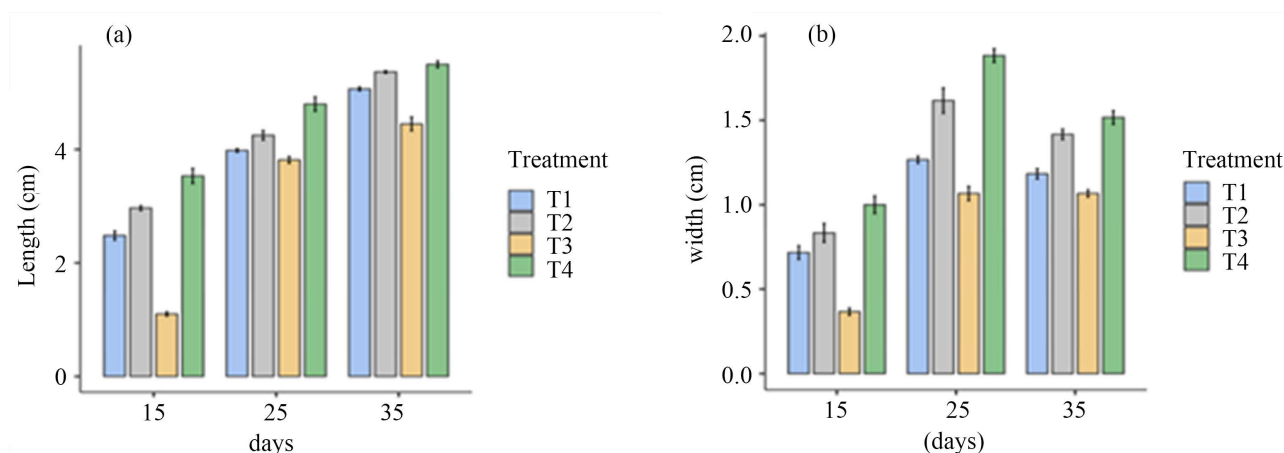 (a)
Length (cm)
4
2
0
15 25 35
days
Treatment
T1
T2
T3
T4
(b)
width (cm)
2.0
1.5
1.0
0.5
0.0
15 25 35
(days)
Treatment
T1
T2
T3
T4